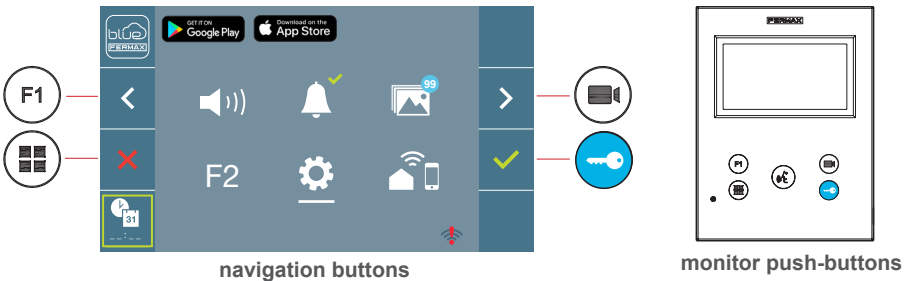 blue
FERMAX
GET IT ON
Google Play
Download on the
App Store
99
F1
F2
31
--:--
navigation buttons
FERMAX
F1
monitor push-buttons